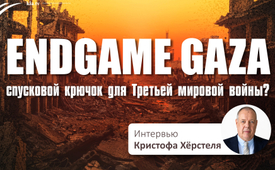 ENDGAME GAZA
спусковой крючок для Третьей мировой войны?
Интервью
Кристофа Хёрстеля